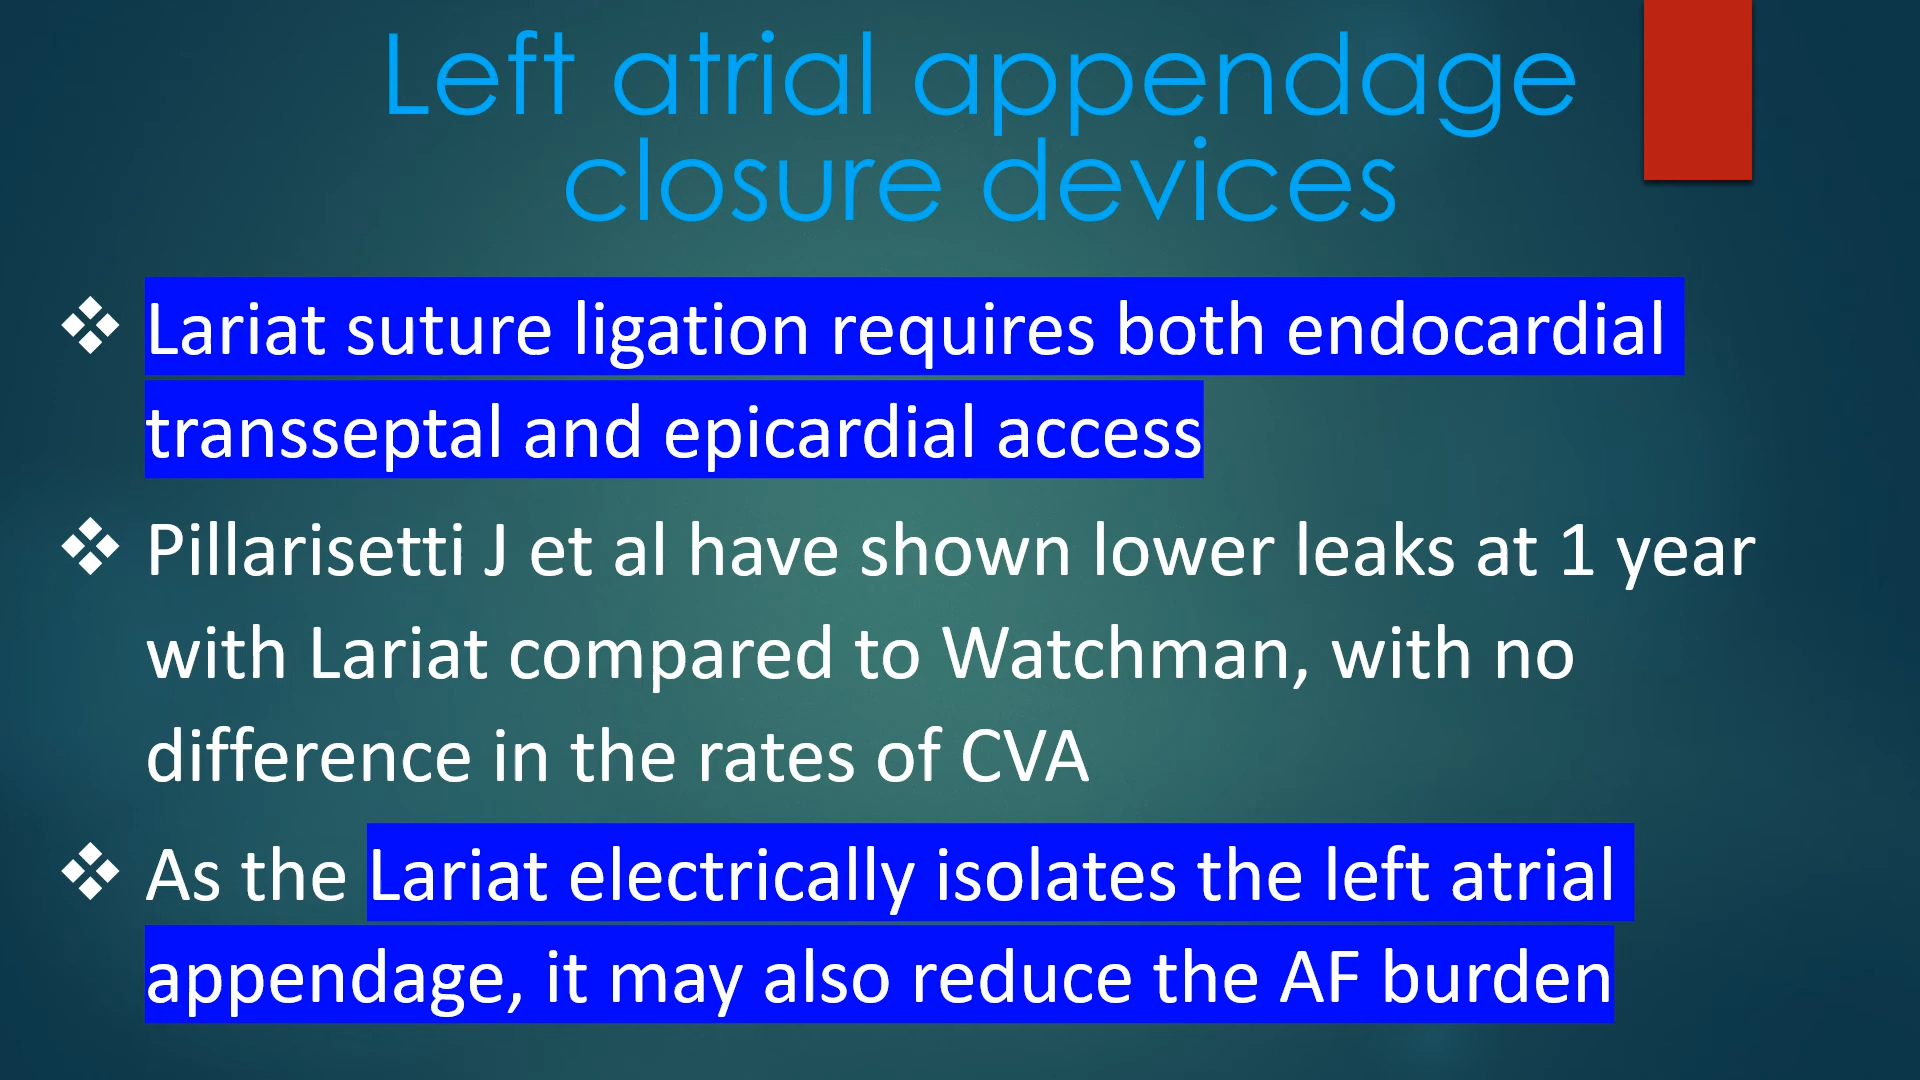 Left atrial appendage
closure devices
❖ Lariat suture ligation requires both endocardial
transseptal and epicardial access
❖ Pillarisetti J et al have shown lower leaks at 1 year
with Lariat compared to Watchman, with no
difference in the rates of CVA
❖ As the Lariat electrically isolates the left atrial
appendage, it may also reduce the AF burden